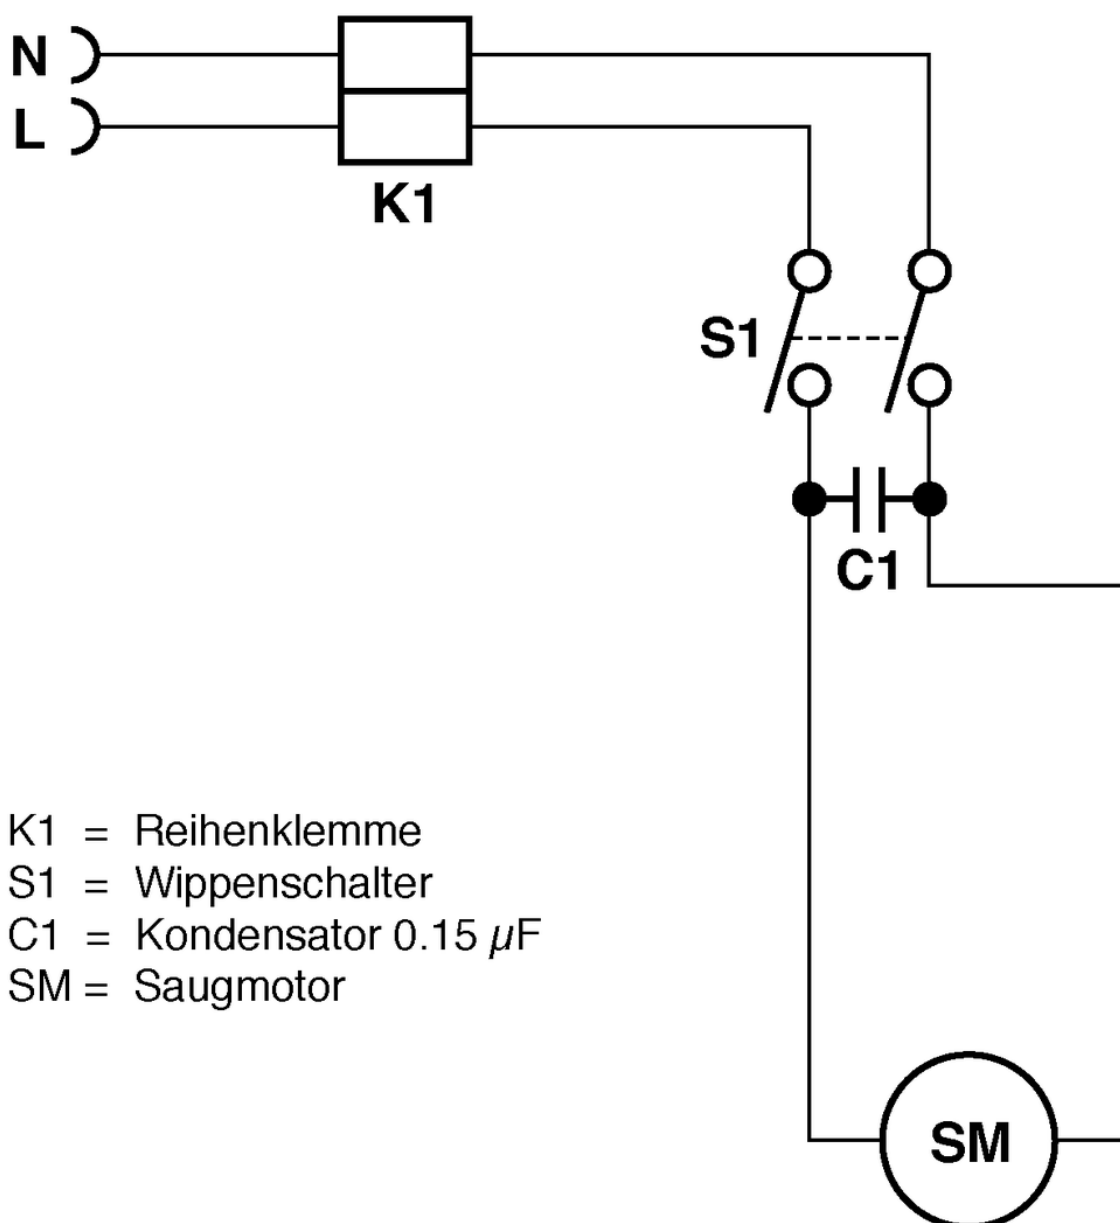 N
L
K1
S1
C1
K1 = Reihenklemme
S1 = Wippenschalter
C1 = Kondensator 0.15 µF
SM = Saugmotor
SM